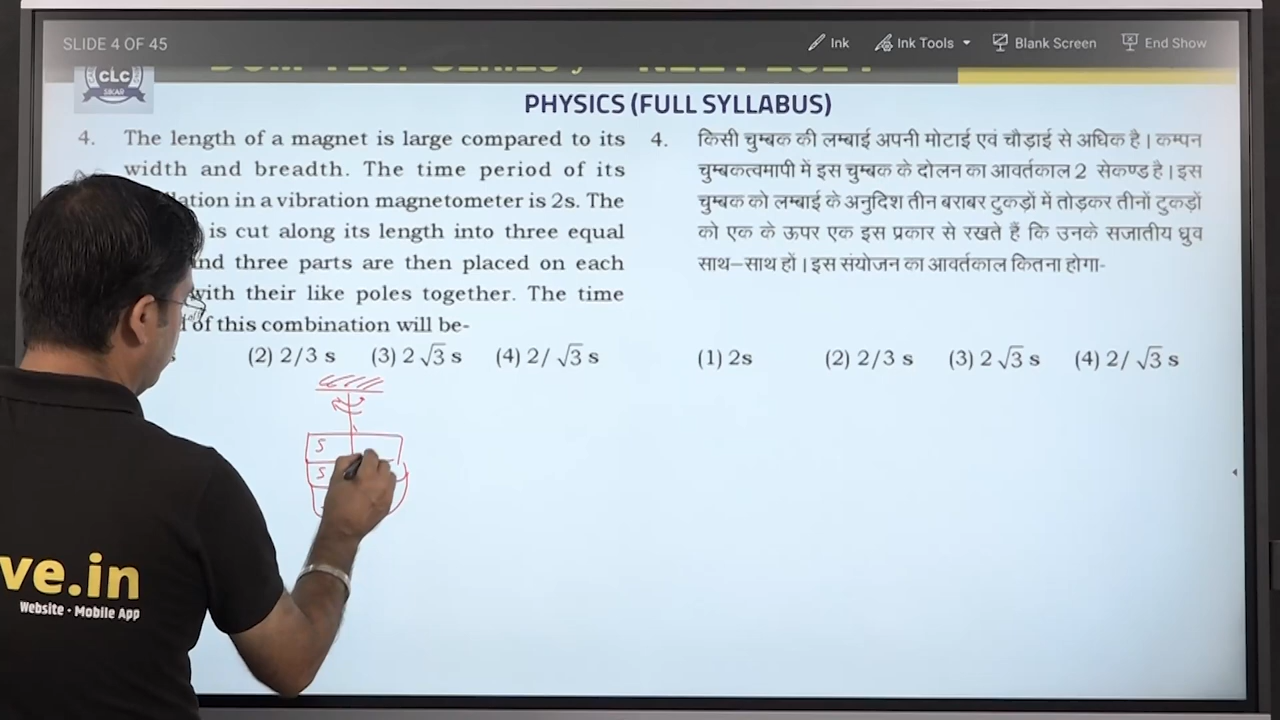 SLIDE 4 OF 45
Ink
Ink Tools
Blank Screen
End Show
CLC
SIKAR
PHYSICS (FULL SYLLABUS)
4. The length of a magnet is large compared to its
width and breadth. The time period of its
lation in a vibration magnetometer is 2s. The
is cut along its length into three equal
nd three parts are then placed on each
with their like poles together. The time
of this combination will be-
(2) 2/3 s (3) 2 √3 s (4) 2/ √3 s
4. किसी चुम्बक की लम्बाई अपनी मोटाई एवं चौड़ाई से अधिक है। कम्पन
चुम्बकत्वमापी में इस चुम्बक के दोलन का आवर्तकाल 2 सेकण्ड है। इस
चुम्बक को लम्बाई के अनुदिश तीन बराबर टुकड़ों में तोड़कर तीनों टुकड़ों
को एक के ऊपर एक इस प्रकार से रखते हैं कि उनके सजातीय ध्रुव
साथ–साथ हों। इस संयोजन का आवर्तकाल कितना होगा-
(1) 2s (2) 2/3 s (3) 2 √3 s (4) 2/ √3 s
S
S
ve.in
Website • Mobile App